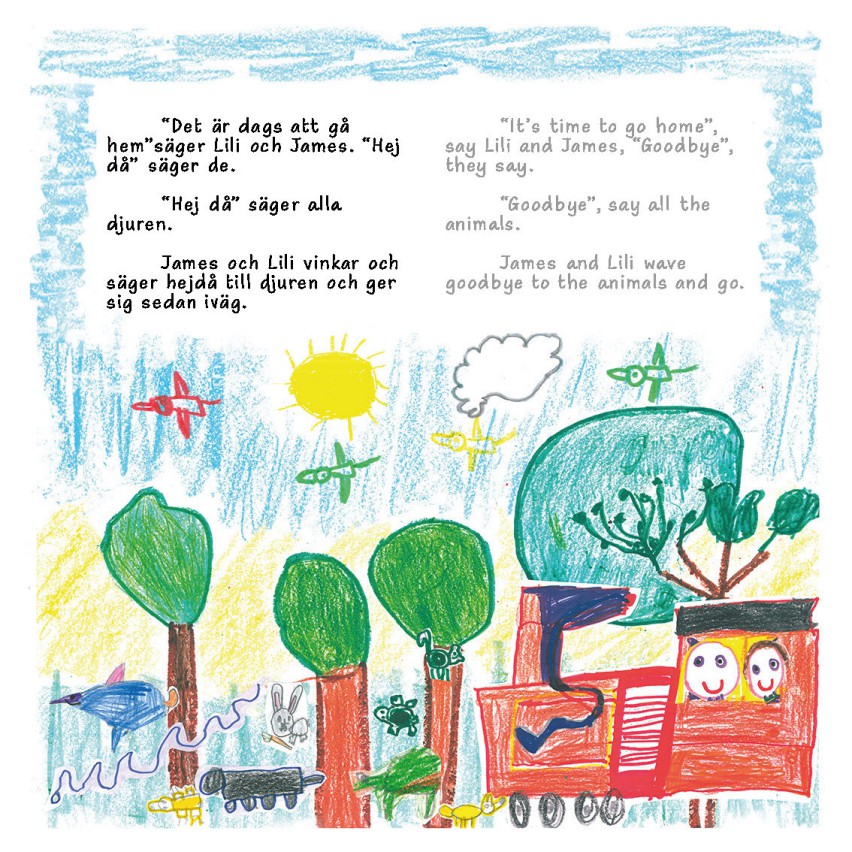 “Det är dags att gå
hem”säger Lili och James. “Hej
då” säger de.
“Hej då” säger alla
djuren.
James och Lili vinkar och
säger hejdå till djuren och ger
sig sedan iväg.
“It’s time to go home”,
say Lili and James, “Goodbye”,
they say.
“Goodbye”, say all the
animals.
James and Lili wave
goodbye to the animals and go.